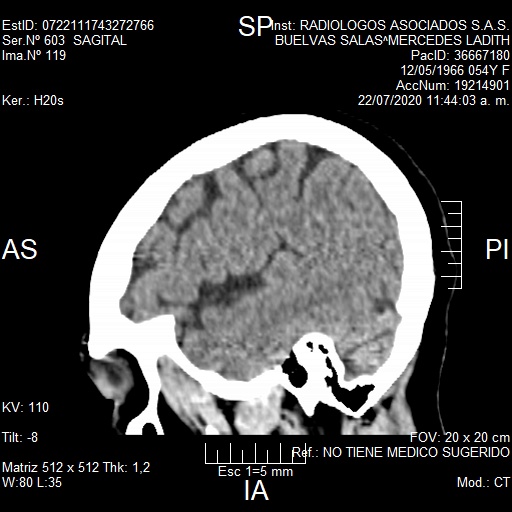 EstID: 0722111743272766
Ser.Nº 603 SAGITAL
Ima.Nº 119
Ker.: H20s
SP
Inst: RADIOLOGOS ASOCIADOS S.A.S.
BUELVAS SALAS^MERCEDES LADITH
PacID: 36667180
12/05/1966 054Y F
AccNum: 19214901
22/07/2020 11:44:03 a. m.
AS
PI
KV: 110
Tilt: -8
Matriz 512 x 512 Thk: 1,2
W:80 L:35
Esc 1=5 mm
IA
FOV: 20 x 20 cm
Ref.: NO TIENE MEDICO SUGERIDO
Mod.: CT